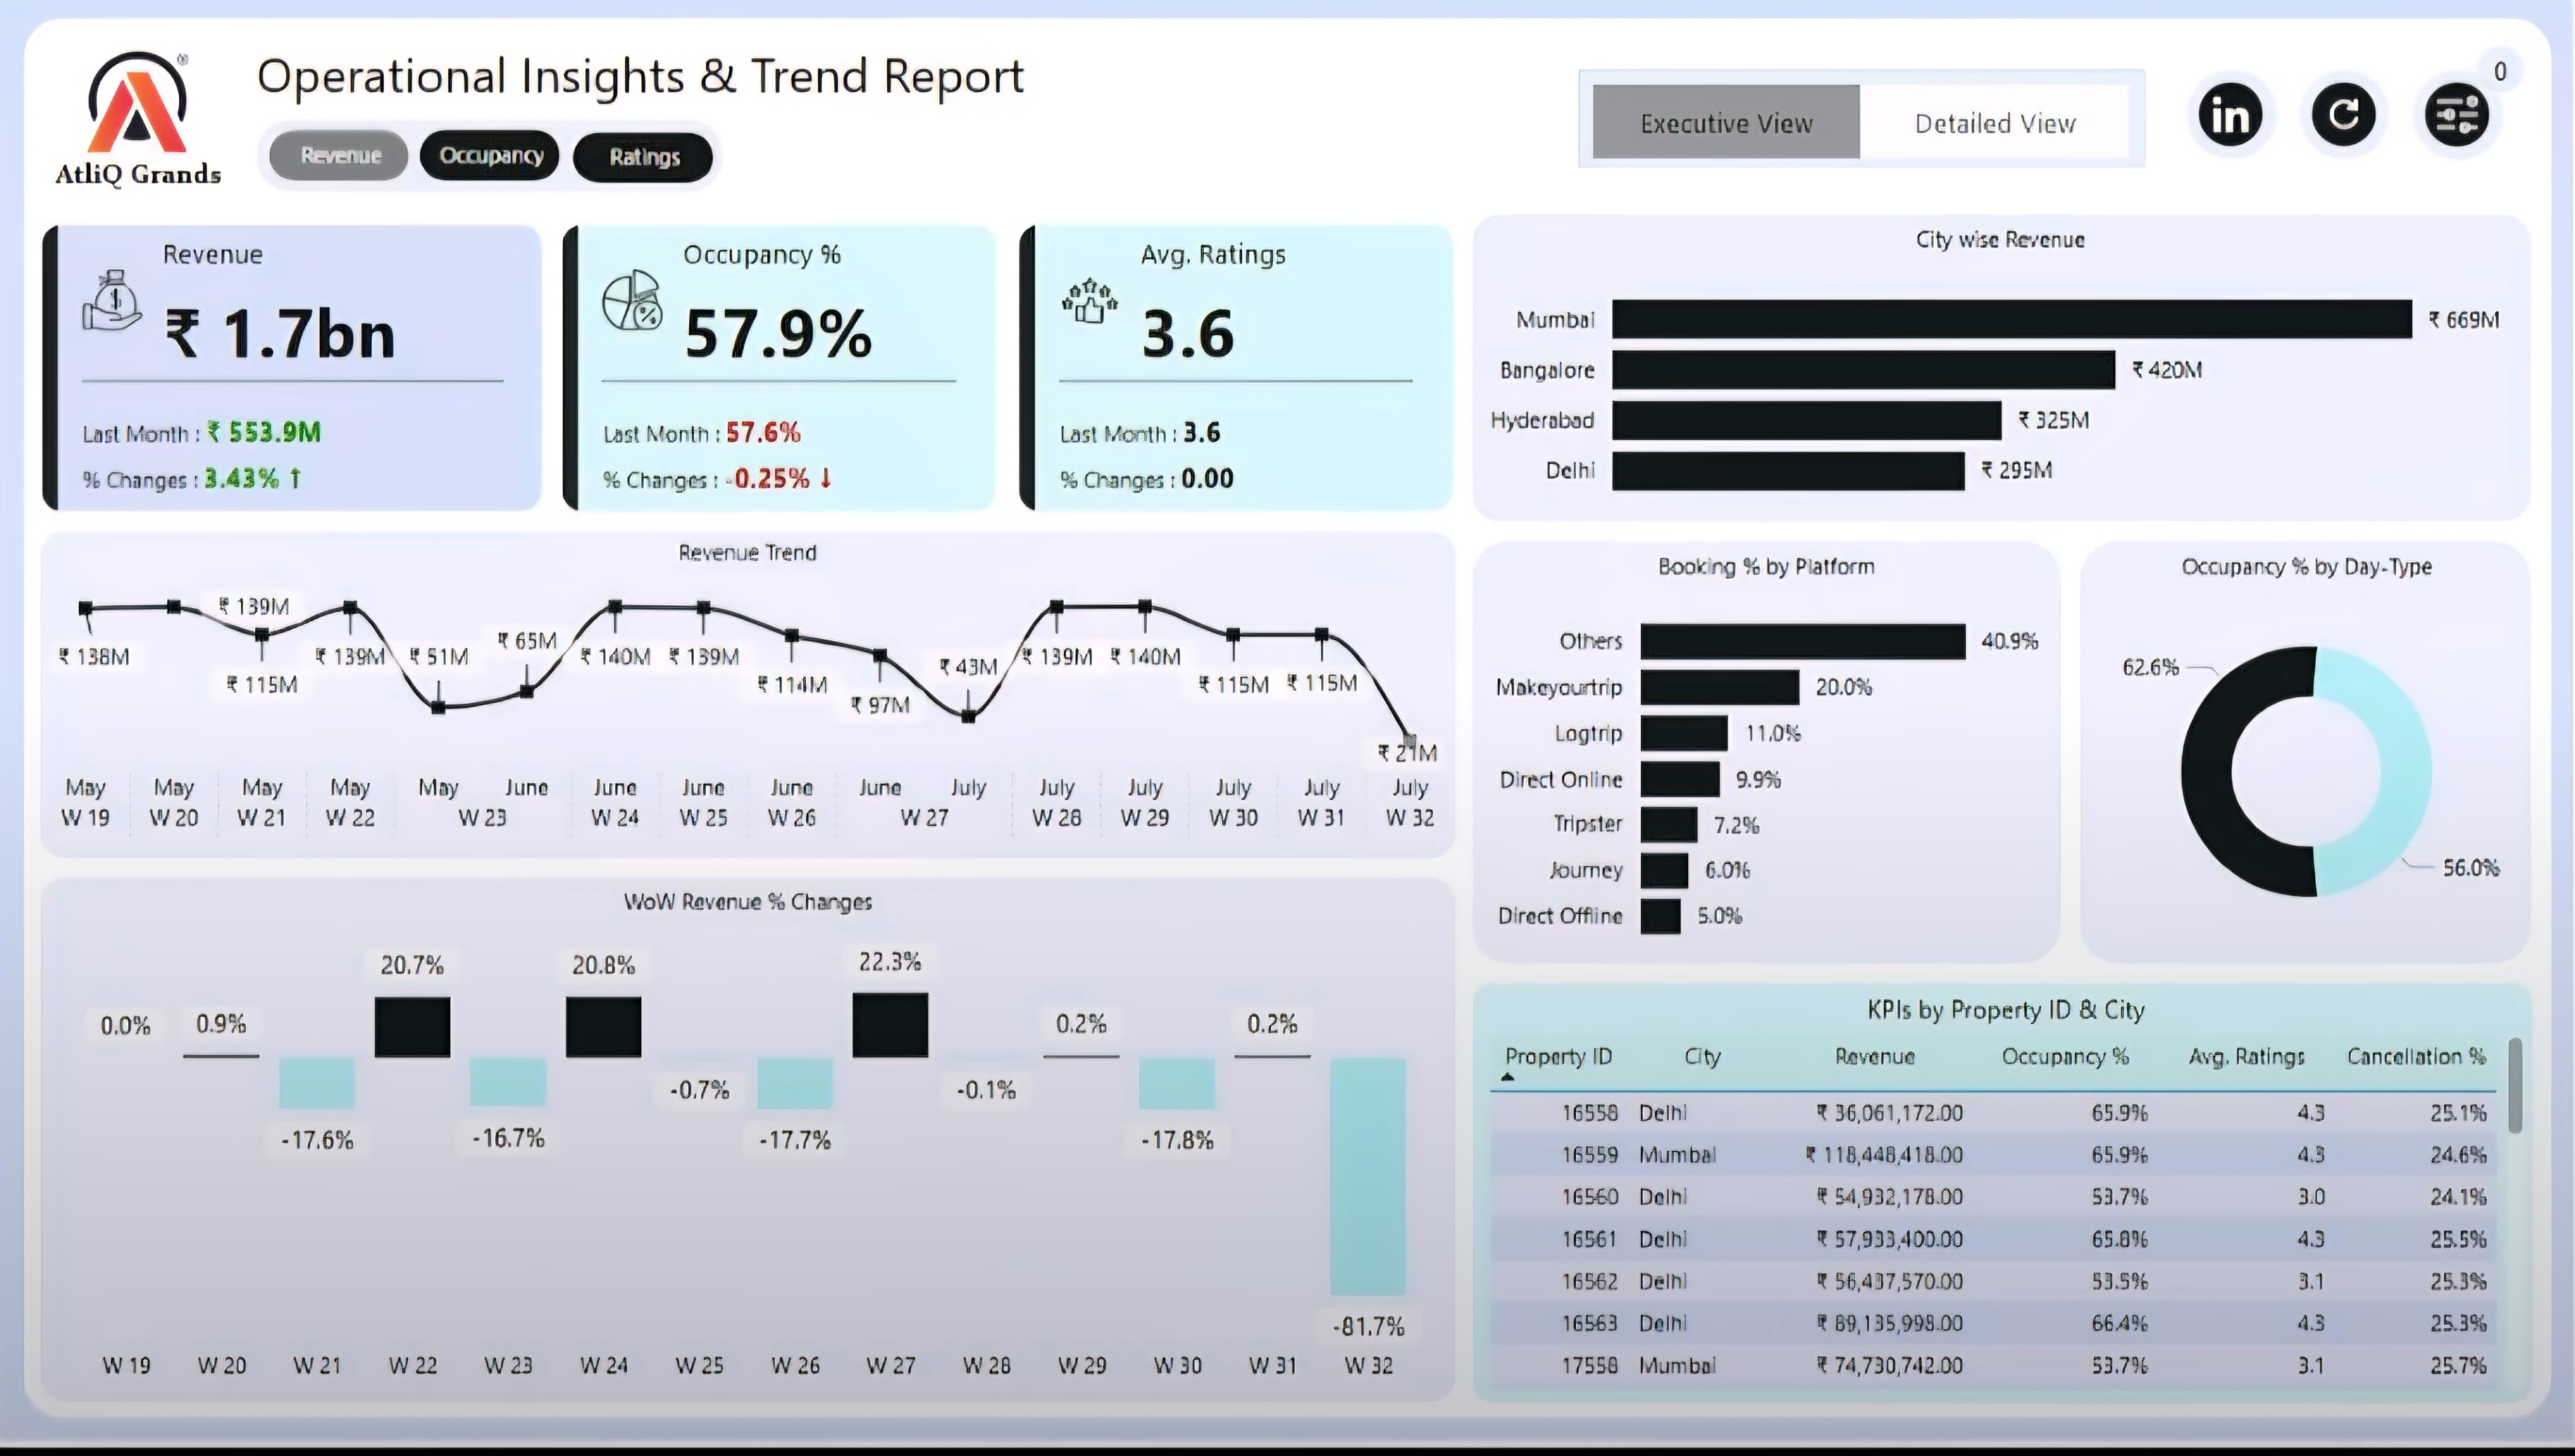 Operational Insights & Trend Report
AtliQ Grands
Revenue
Occupancy
Ratings
Executive View
Detailed View
in
0
Revenue
₹ 1.7bn
Last Month : ₹ 553.9M
% Changes : 3.43% ↑
Occupancy %
57.9%
Last Month : 57.6%
% Changes : -0.25% ↓
Avg. Ratings
3.6
Last Month : 3.6
% Changes : 0.00
City wise Revenue
Mumbai ₹ 669M
Bangalore ₹ 420M
Hyderabad ₹ 325M
Delhi ₹ 295M
Revenue Trend
₹ 138M
₹ 139M
₹ 115M
₹ 139M
₹ 51M
₹ 65M
₹ 140M
₹ 139M
₹ 114M
₹ 97M
₹ 43M
₹ 139M
₹ 140M
₹ 115M
₹ 115M
₹ 21M
May May May May May June June June June June July July July July July July
W 19 W 20 W 21 W 22 W 23 W 24 W 25 W 26 W 27 W 28 W 29 W 30 W 31 W 32
Booking % by Platform
Others 40.9%
Makeyourtrip 20.0%
Logtrip 11.0%
Direct Online 9.9%
Tripster 7.2%
Journey 6.0%
Direct Offline 5.0%
Occupancy % by Day-Type
62.6%
56.0%
WoW Revenue % Changes
0.0%
0.9%
-17.6%
20.7%
-16.7%
20.8%
-0.7%
-17.7%
22.3%
-0.1%
0.2%
-17.8%
0.2%
-81.7%
W 19 W 20 W 21 W 22 W 23 W 24 W 25 W 26 W 27 W 28 W 29 W 30 W 31 W 32
KPIs by Property ID & City
Property ID City Revenue Occupancy % Avg. Ratings Cancellation %
16558 Delhi ₹ 36,061,172.00 65.9% 4.3 25.1%
16559 Mumbai ₹ 118,448,418.00 65.9% 4.3 24.6%
16560 Delhi ₹ 54,932,178.00 53.7% 3.0 24.1%
16561 Delhi ₹ 57,933,400.00 65.8% 4.3 25.5%
16562 Delhi ₹ 56,437,570.00 53.5% 3.1 25.3%
16563 Delhi ₹ 89,135,998.00 66.4% 4.3 25.3%
17558 Mumbai ₹ 74,730,742.00 53.7% 3.1 25.7%